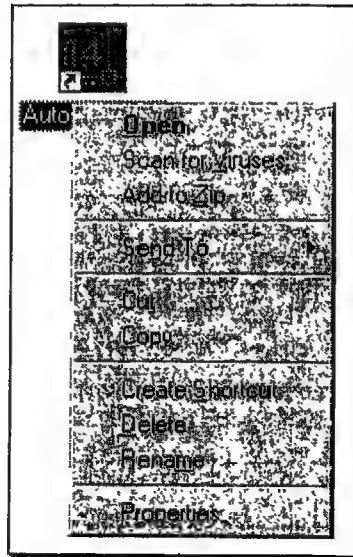 Auto
Open
Scan for Viruses
Add to Zip
Send To
Cut
Copy
Create Shortcut
Delete
Rename
Properties